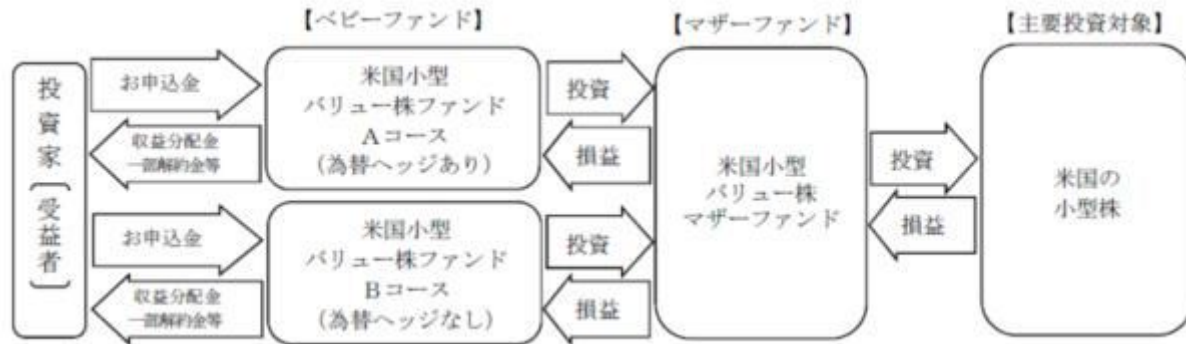 【ベビーファンド】
【マザーファンド】
【主要投資対象】
投資家〔受益者〕
お申込金
収益分配金
一部解約金等
米国小型
バリュー株ファンド
Aコース
(為替ヘッジあり)
投資
損益
お申込金
収益分配金
一部解約金等
米国小型
バリュー株ファンド
Bコース
(為替ヘッジなし)
投資
損益
米国小型
バリュー株
マザーファンド
投資
損益
米国の
小型株